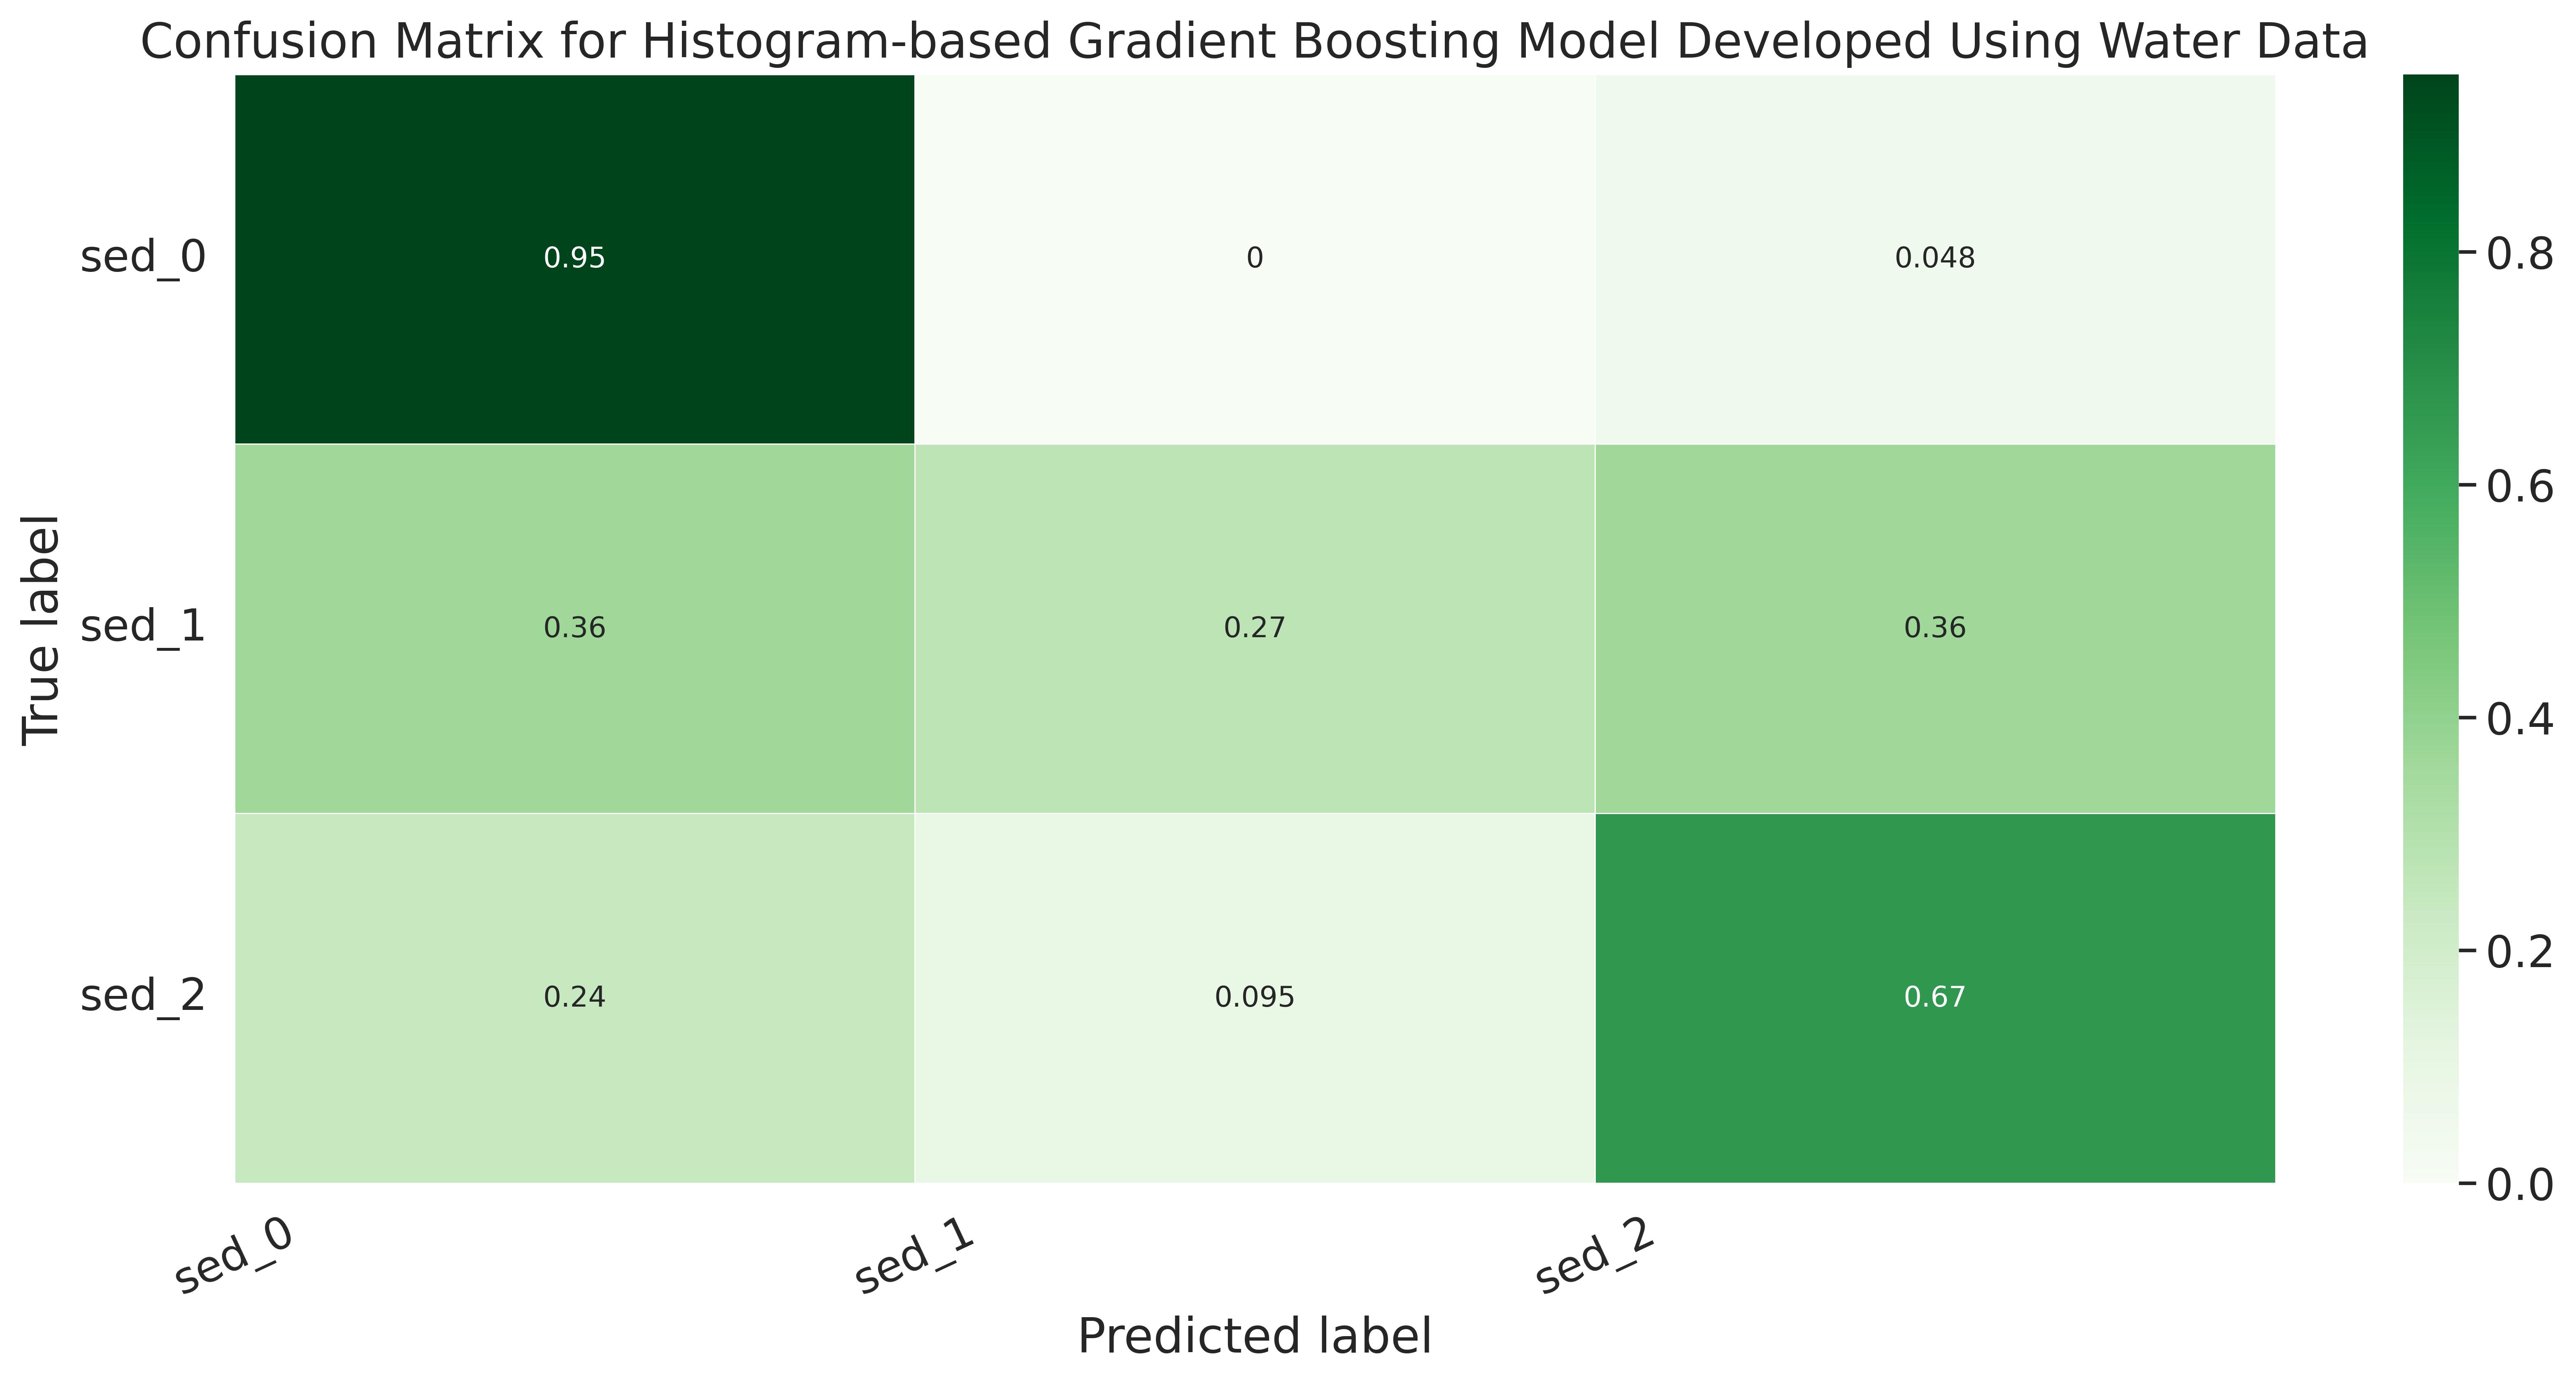 Confusion Matrix for Histogram-based Gradient Boosting Model Developed Using Water Data
True label
sed_0
0.95
0
0.048
sed_1
0.36
0.27
0.36
sed_2
0.24
0.095
0.67
sed_0
sed_1
sed_2
Predicted label
0.8
0.6
0.4
0.2
0.0